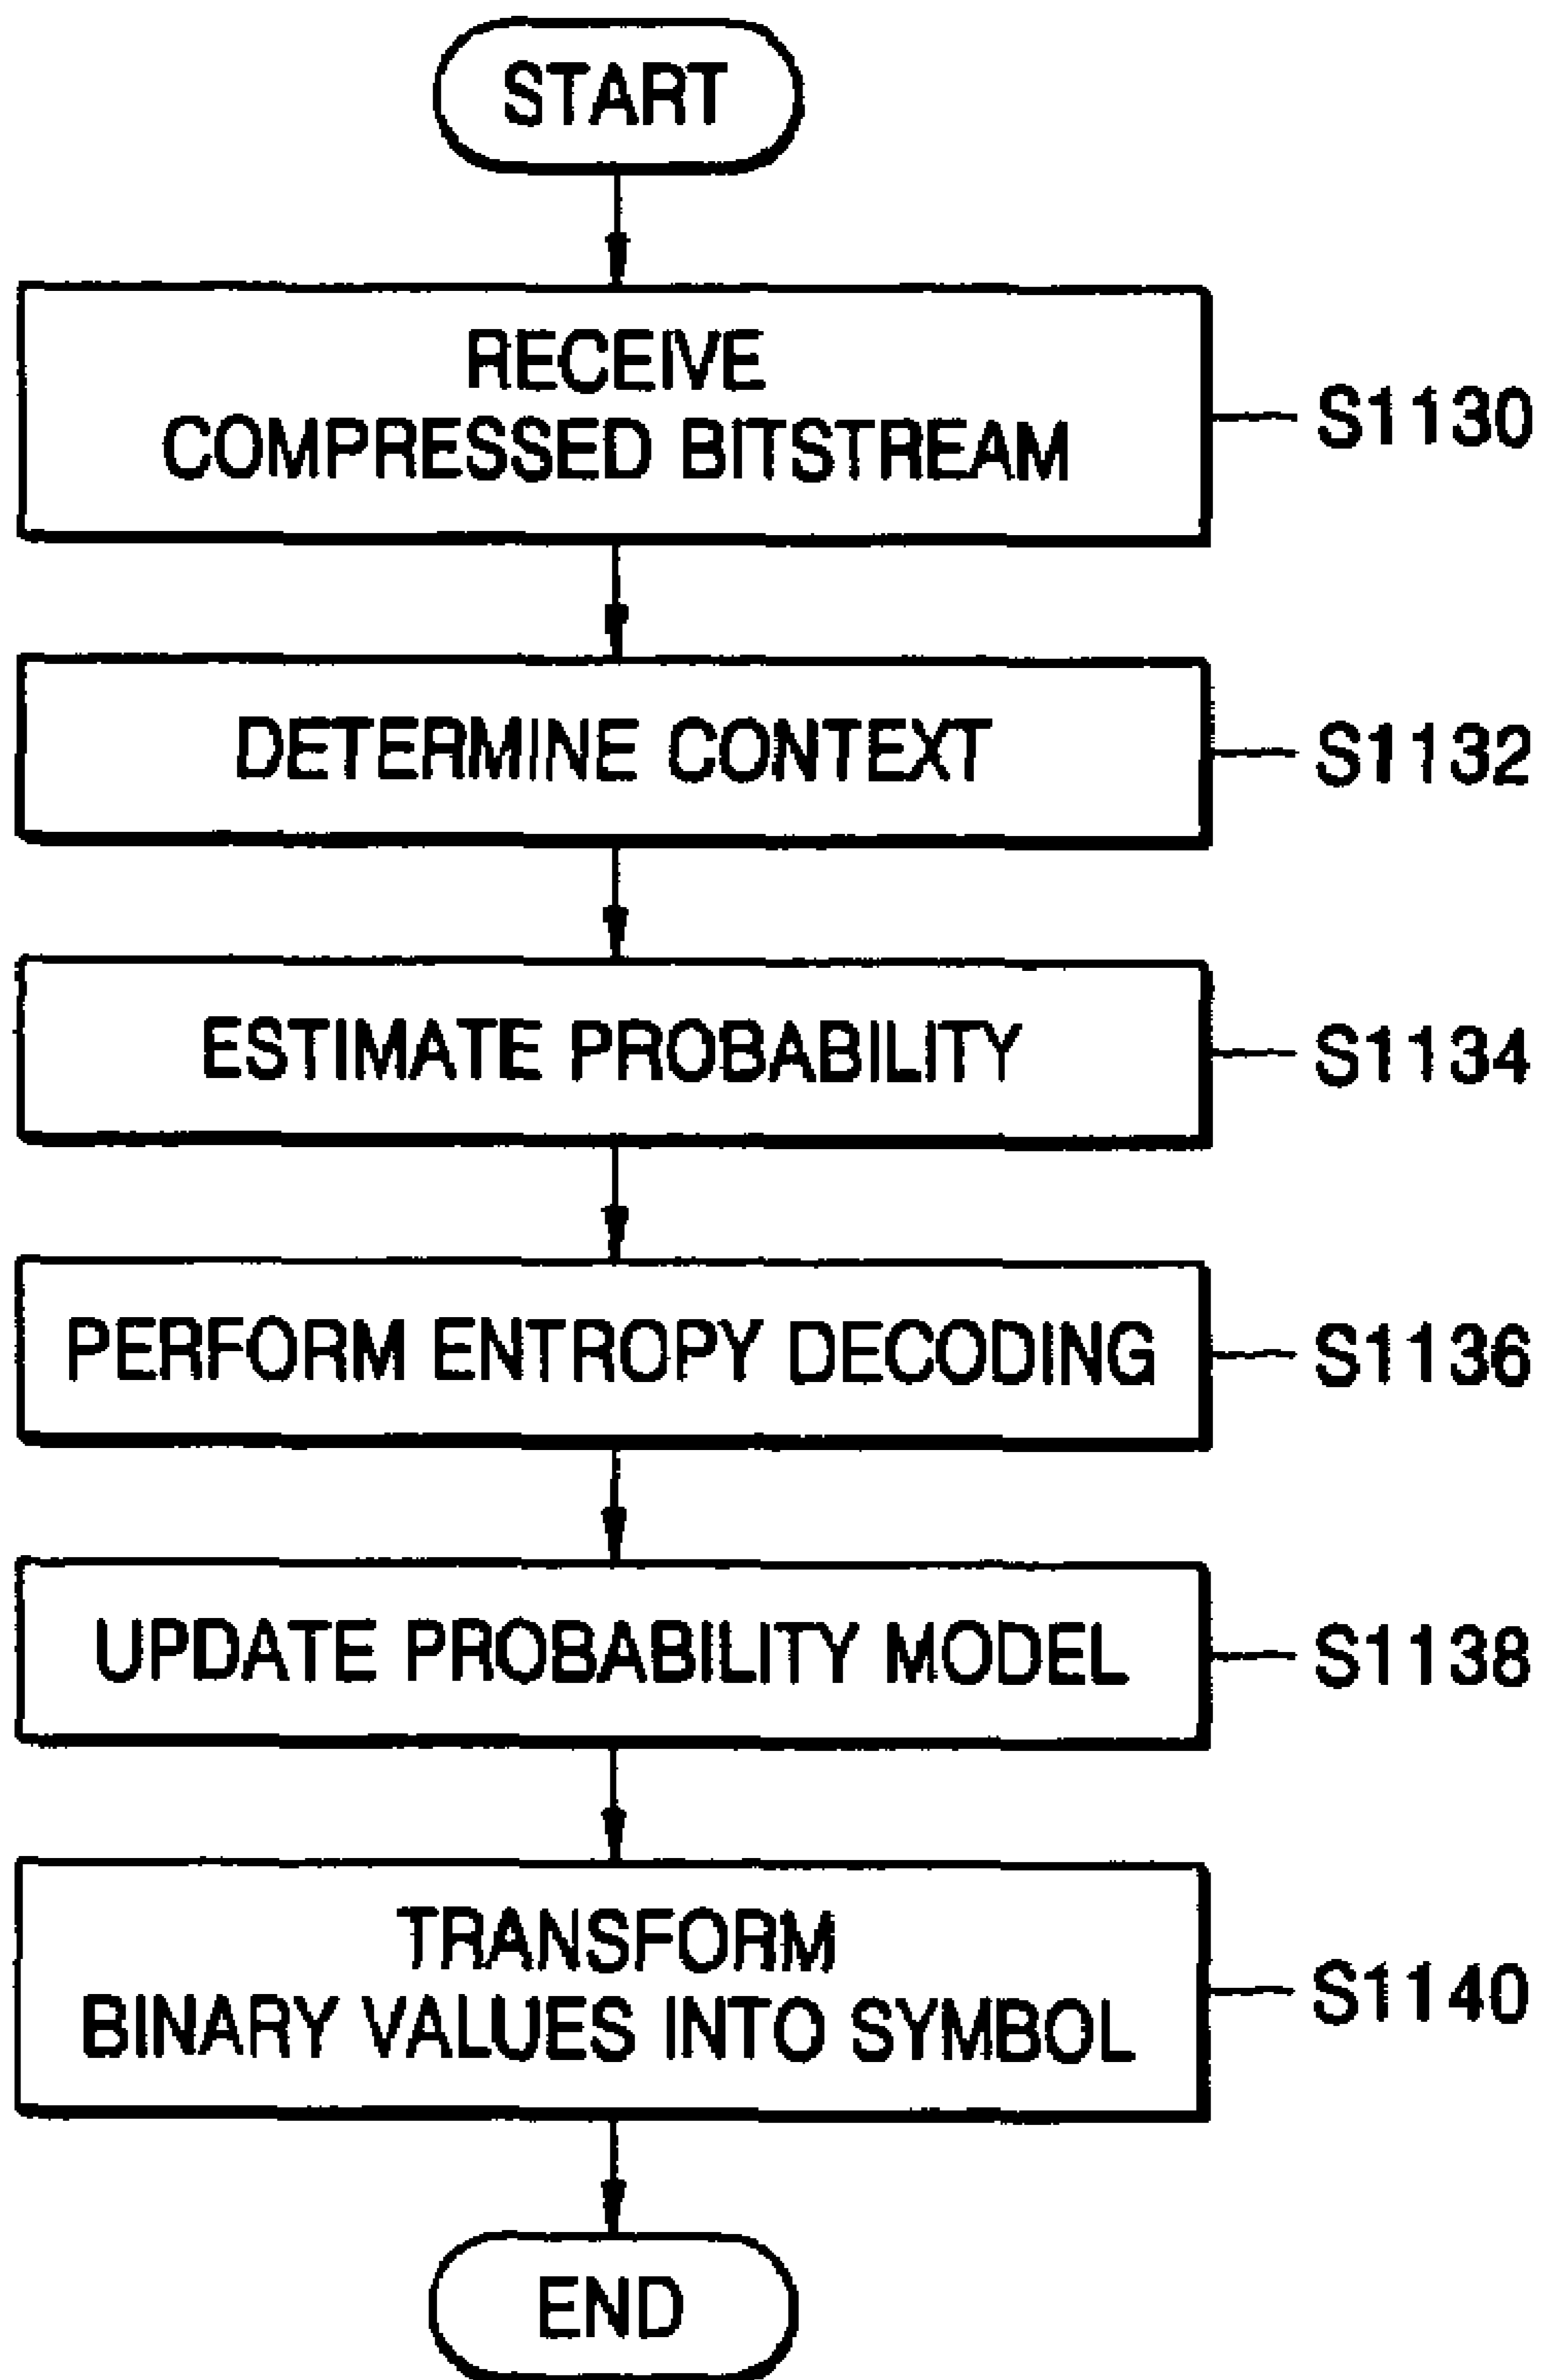 START
RECEIVE
COMPRESSED BITSTREAM
S1130
DETERMINE CONTEXT
S1132
ESTIMATE PROBABILITY
S1134
PERFORM ENTROPY DECODING
S1136
UPDATE PROBABILITY MODEL
S1138
TRANSFORM
BINARY VALUES INTO SYMBOL
S1140
END